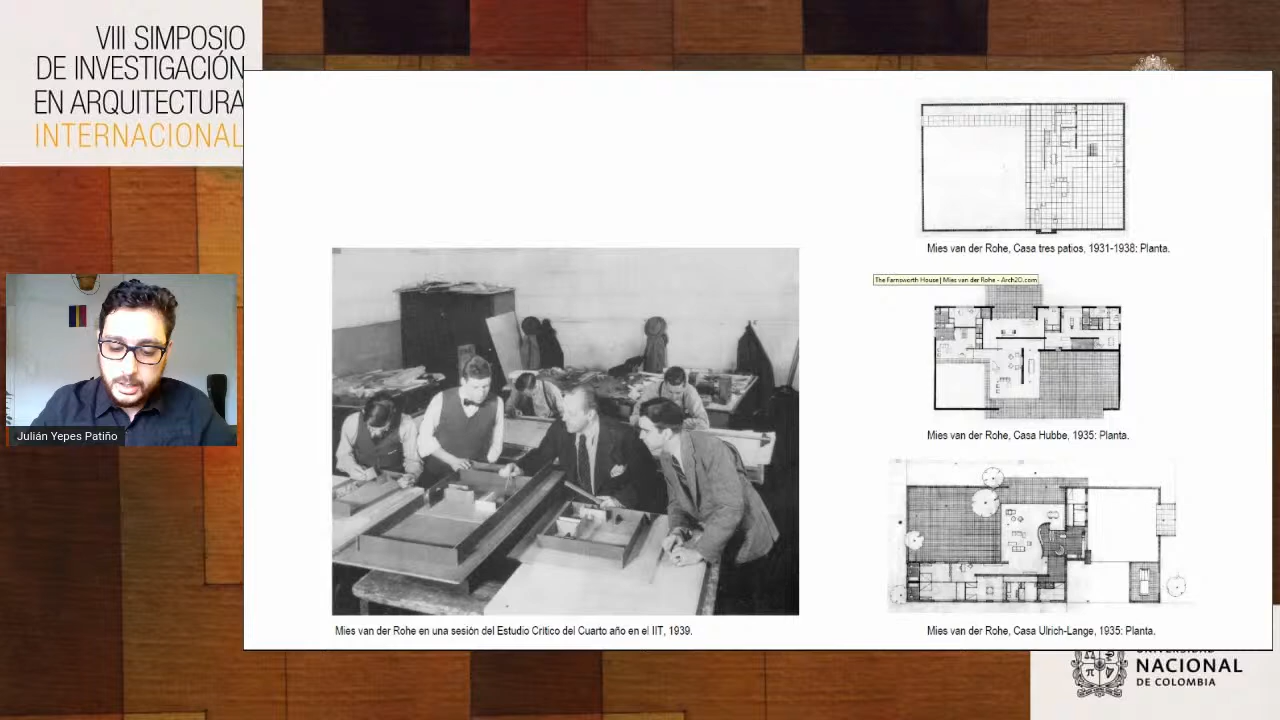 VIII SIMPOSIO
DE INVESTIGACIÓN
EN ARQUITECTURA
INTERNACIONAL
Julián Yepes Patiño
Mies van der Rohe en una sesión del Estudio Crítico del Cuarto año en el IIT, 1939.
Mies van der Rohe, Casa tres patios, 1931-1938: Planta.
The Farnsworth House | Mies van der Rohe - Arch2O.com
Mies van der Rohe, Casa Hubbe, 1935: Planta.
Mies van der Rohe, Casa Ulrich-Lange, 1935: Planta.
UNIVERSIDAD
NACIONAL
DE COLOMBIA